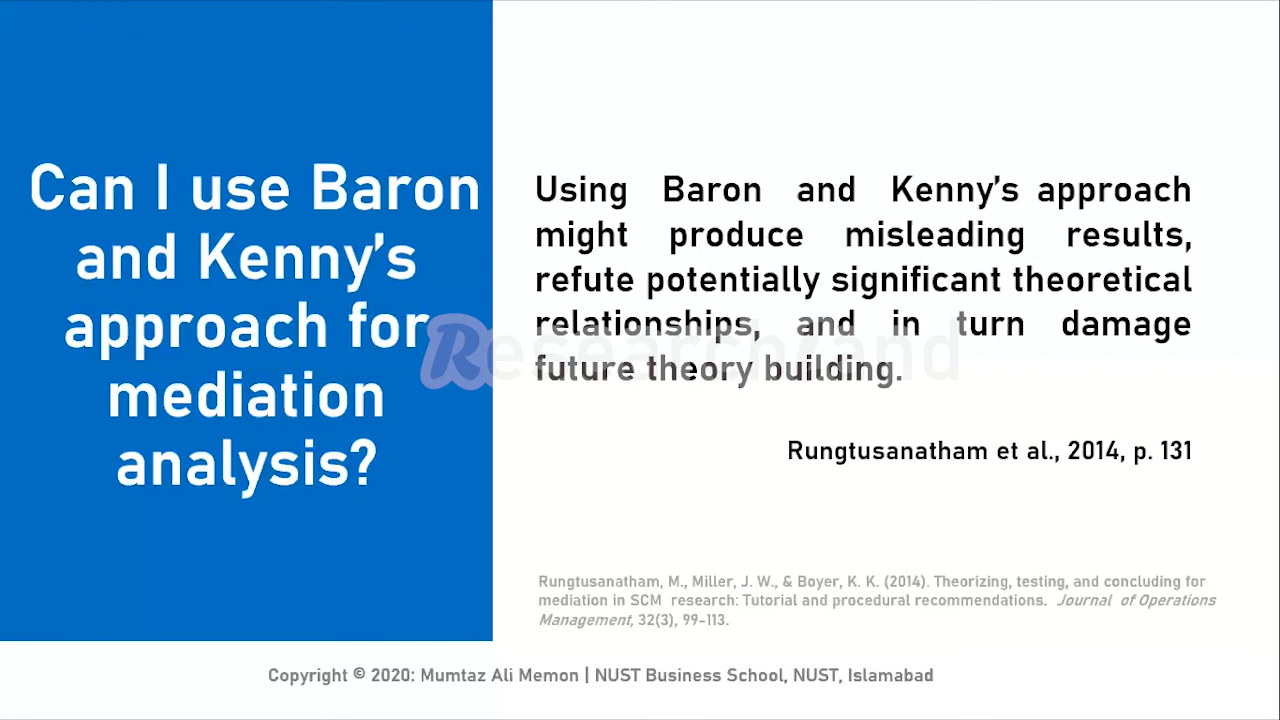 Can I use Baron
and Kenny’s
approach for
mediation
analysis?
Using Baron and Kenny’s approach
might produce misleading results,
refute potentially significant theoretical
relationships, and in turn damage
future theory building.
Researchland
Rungtusanatham et al., 2014, p. 131
Rungtusanatham, M., Miller, J. W., & Boyer, K. K. (2014). Theorizing, testing, and concluding for
mediation in SCM research: Tutorial and procedural recommendations. Journal of Operations
Management, 32(3), 99-113.
Copyright © 2020: Mumtaz Ali Memon | NUST Business School, NUST, Islamabad